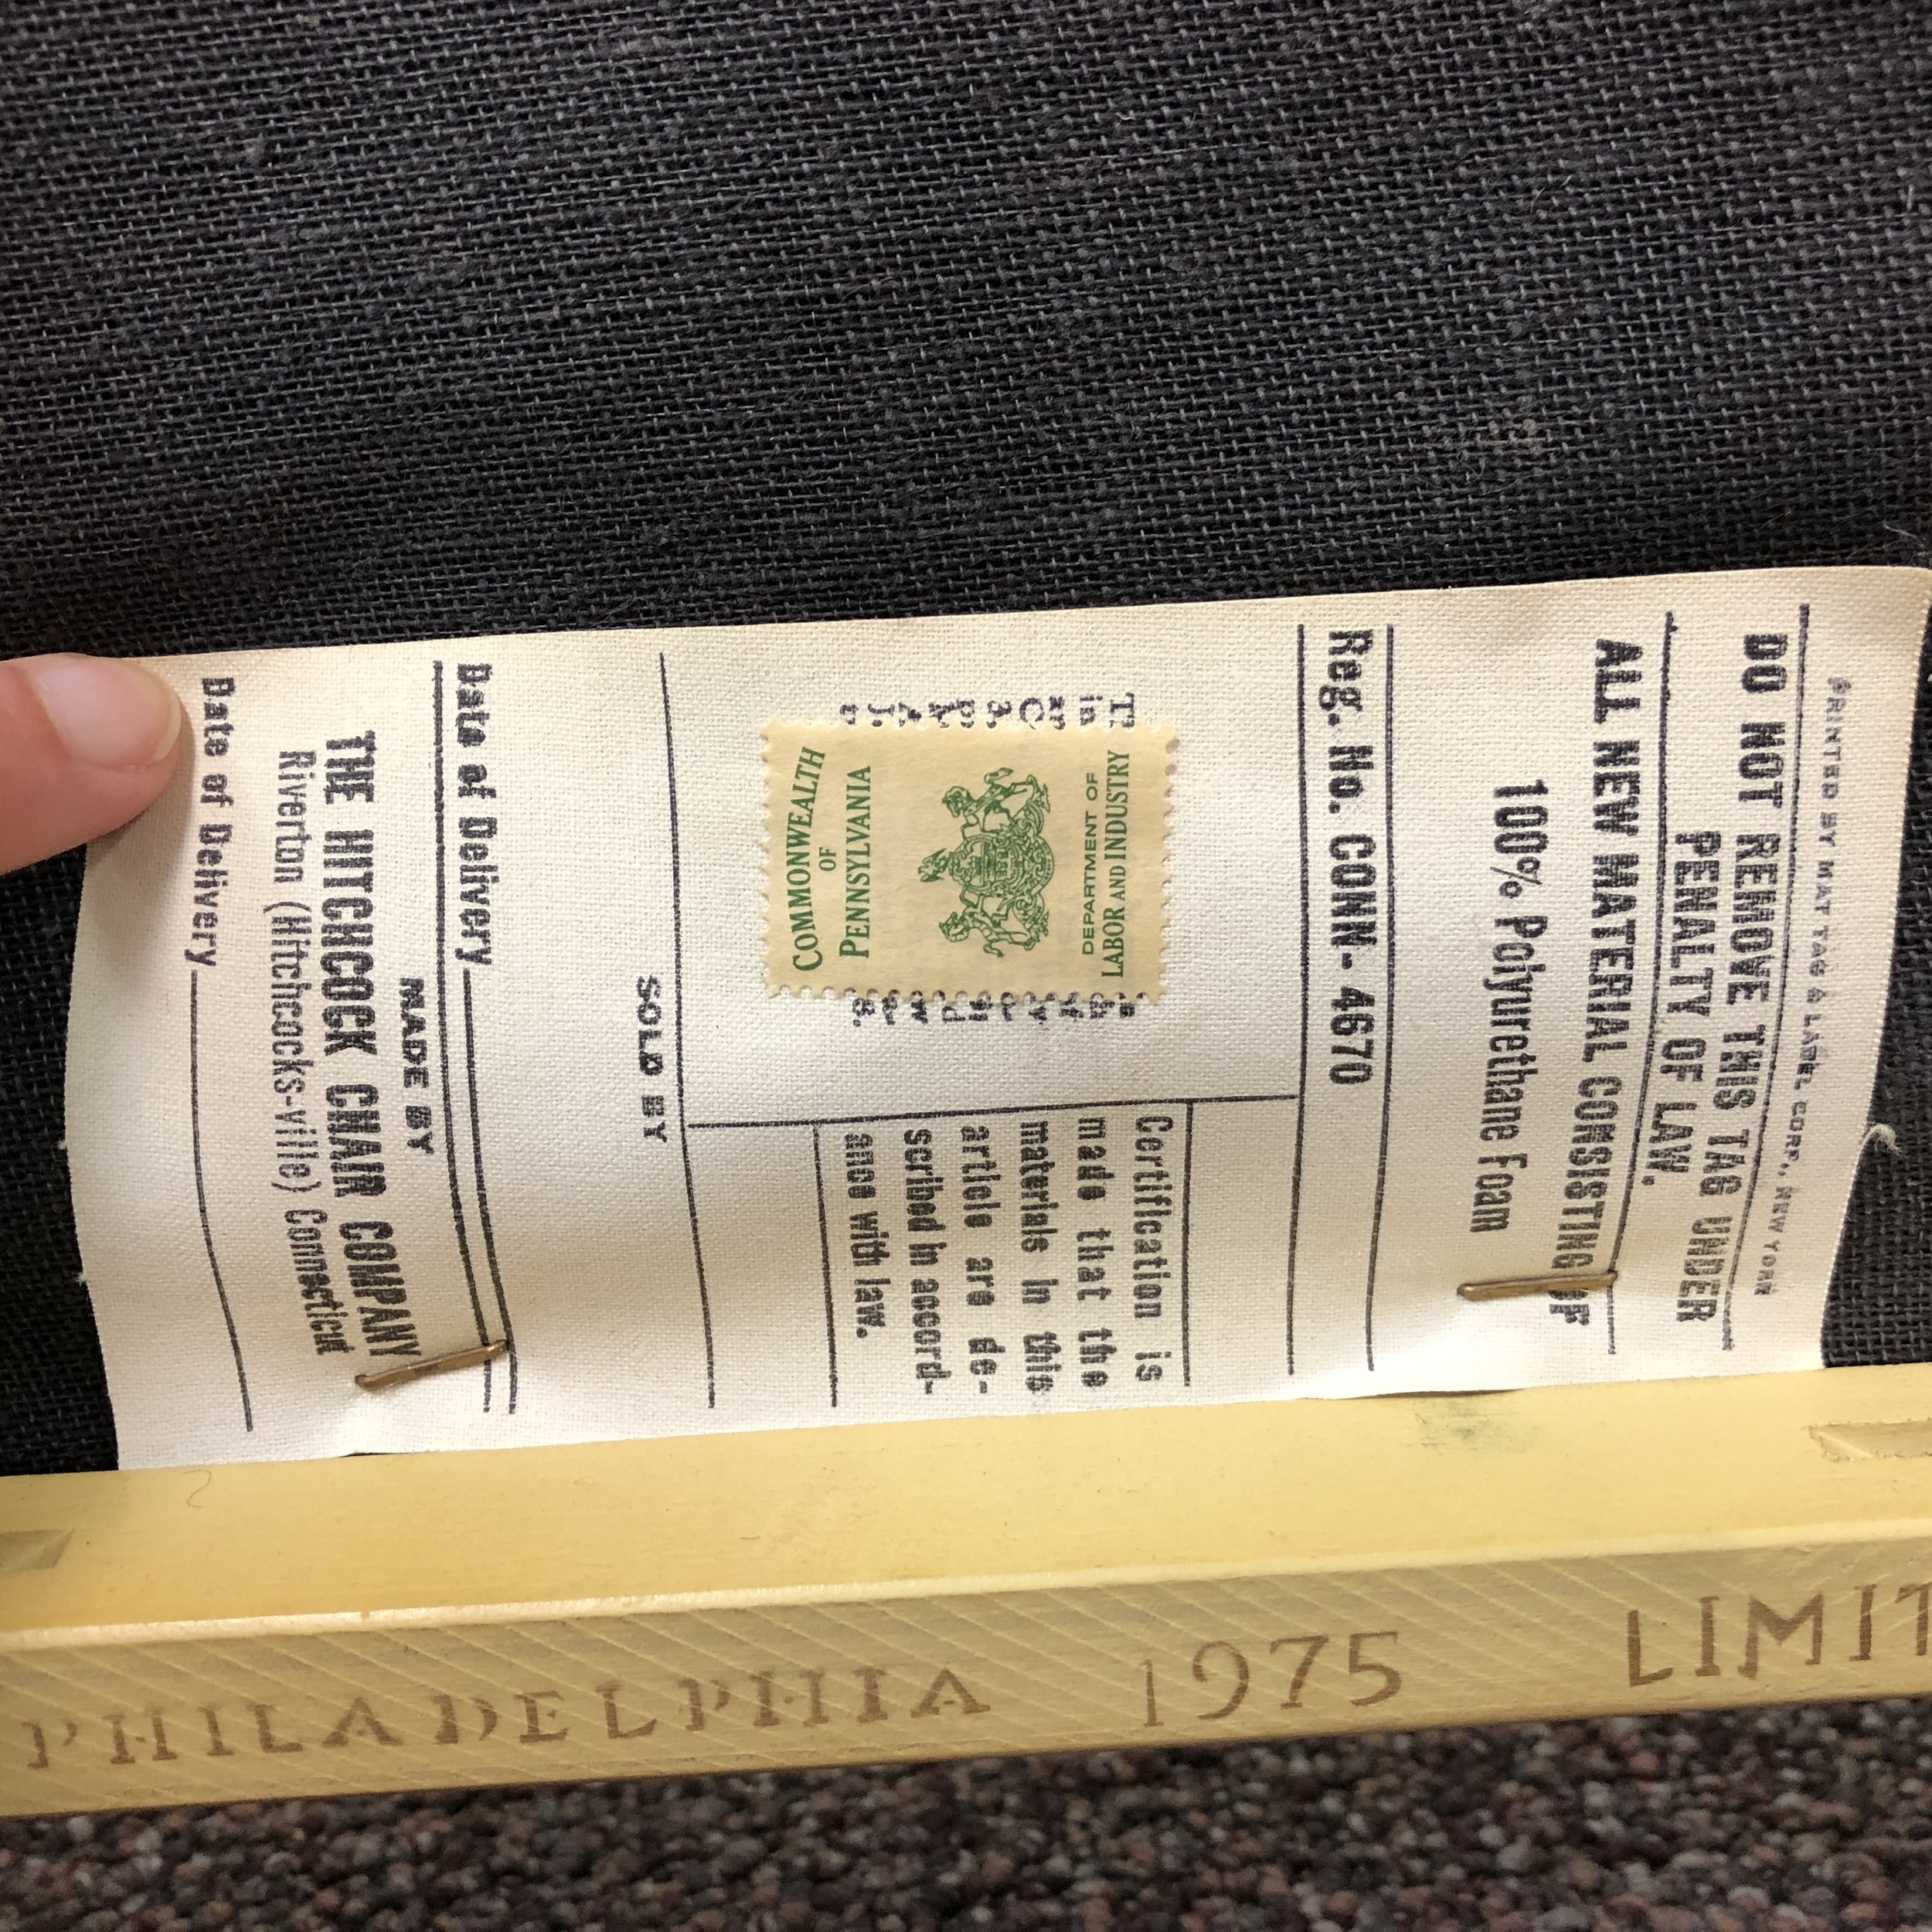 PRINTED BY MAT TAG & LABEL CORP., NEW YORK
DO NOT REMOVE THIS TAG UNDER
PENALTY OF LAW.
ALL NEW MATERIAL CONSISTING OF
100% Polyurethane Foam
Reg. No. CONN- 4670
Certification is
made that the
materials in this
article are de-
scribed in accord-
ance with law.
DEPARTMENT OF
LABOR AND INDUSTRY
COMMONWEALTH
OF
PENNSYLVANIA
SOLD BY
Date of Delivery
MADE BY
THE HITCHCOCK CHAIR COMPANY
Riverton (Hitchcocks-ville) Connecticut
Date of Delivery
PHILADELPHIA 1975 LIMIT